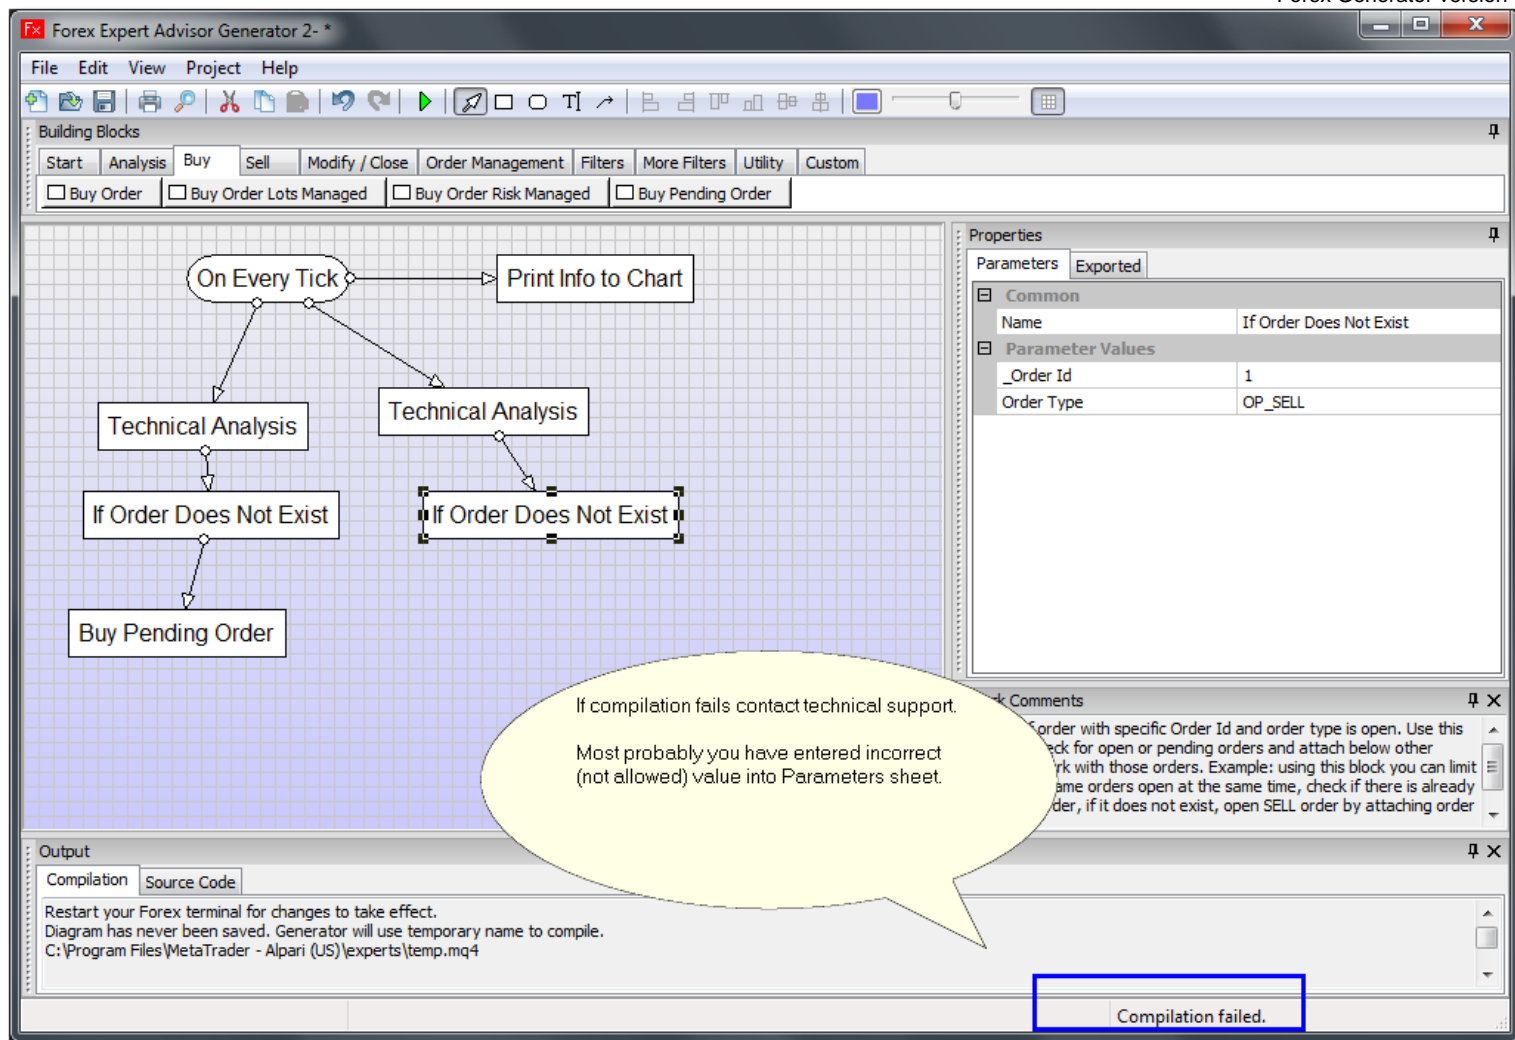 Forex Generator version
Forex Expert Advisor Generator 2- *
File Edit View Project Help
Building Blocks
Start Analysis Buy Sell Modify / Close Order Management Filters More Filters Utility Custom
Buy Order Buy Order Lots Managed Buy Order Risk Managed Buy Pending Order
On Every Tick
Print Info to Chart
Technical Analysis
Technical Analysis
If Order Does Not Exist
If Order Does Not Exist
Buy Pending Order
Properties
Parameters Exported
Common
Name If Order Does Not Exist
Parameter Values
_Order Id 1
Order Type OP_SELL
If compilation fails contact technical support.
Most probably you have entered incorrect
(not allowed) value into Parameters sheet.
Comments
order with specific Order Id and order type is open. Use this
for open or pending orders and attach below other
with those orders. Example: using this block you can limit
orders open at the same time, check if there is already
if it does not exist, open SELL order by attaching order
Output
Compilation Source Code
Restart your Forex terminal for changes to take effect.
Diagram has never been saved. Generator will use temporary name to compile.
C:\Program Files\MetaTrader - Alpari (US)\experts\temp.mq4
Compilation failed.